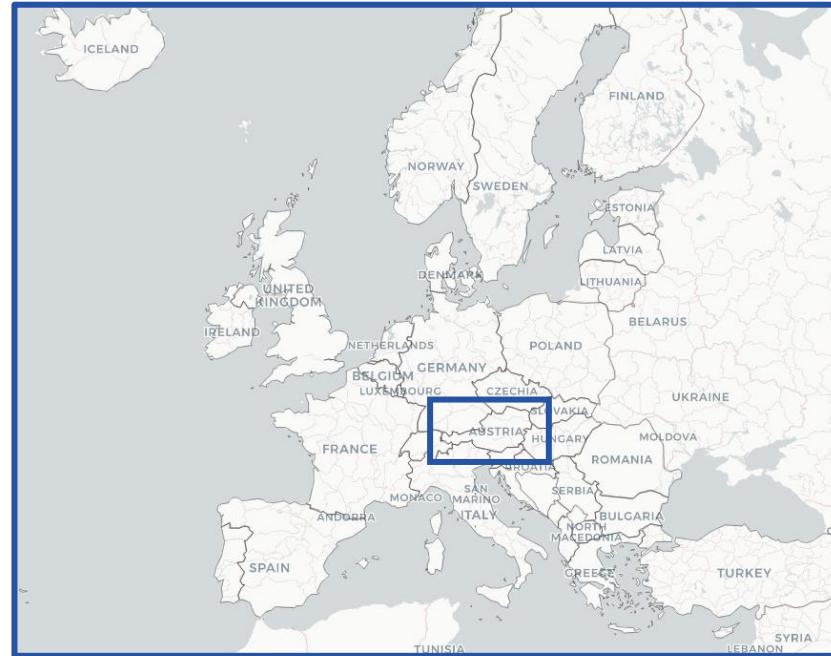 ICELAND
FINLAND
NORWAY
SWEDEN
ESTONIA
LATVIA
DENMARK
LITHUANIA
UNITED
KINGDOM
BELARUS
IRELAND
NETHERLANDS
POLAND
GERMANY
BELGIUM
LUXEMBOURG
CZECHIA
UKRAINE
SLOVAKIA
AUSTRIA
HUNGARY
MOLDOVA
FRANCE
ROMANIA
CROATIA
SERBIA
MONACO
SAN
MARINO
ITALY
ANDORRA
BULGARIA
NORTH
MACEDONIA
SPAIN
GREECE
TURKEY
SYRIA
TUNISIA
LEBANON